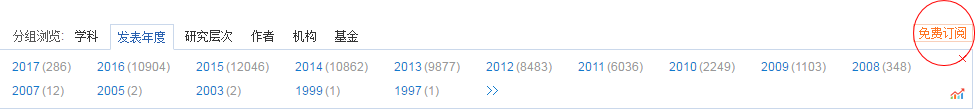 分组浏览: 学科 发表年度 研究层次 作者 机构 基金 免费订阅
2017 (286) 2016 (10904) 2015 (12046) 2014 (10862) 2013 (9877) 2012 (8483) 2011 (6036) 2010 (2249) 2009 (1103) 2008 (348)
2007 (12) 2005 (2) 2003 (2) 1999 (1) 1997 (1) >>